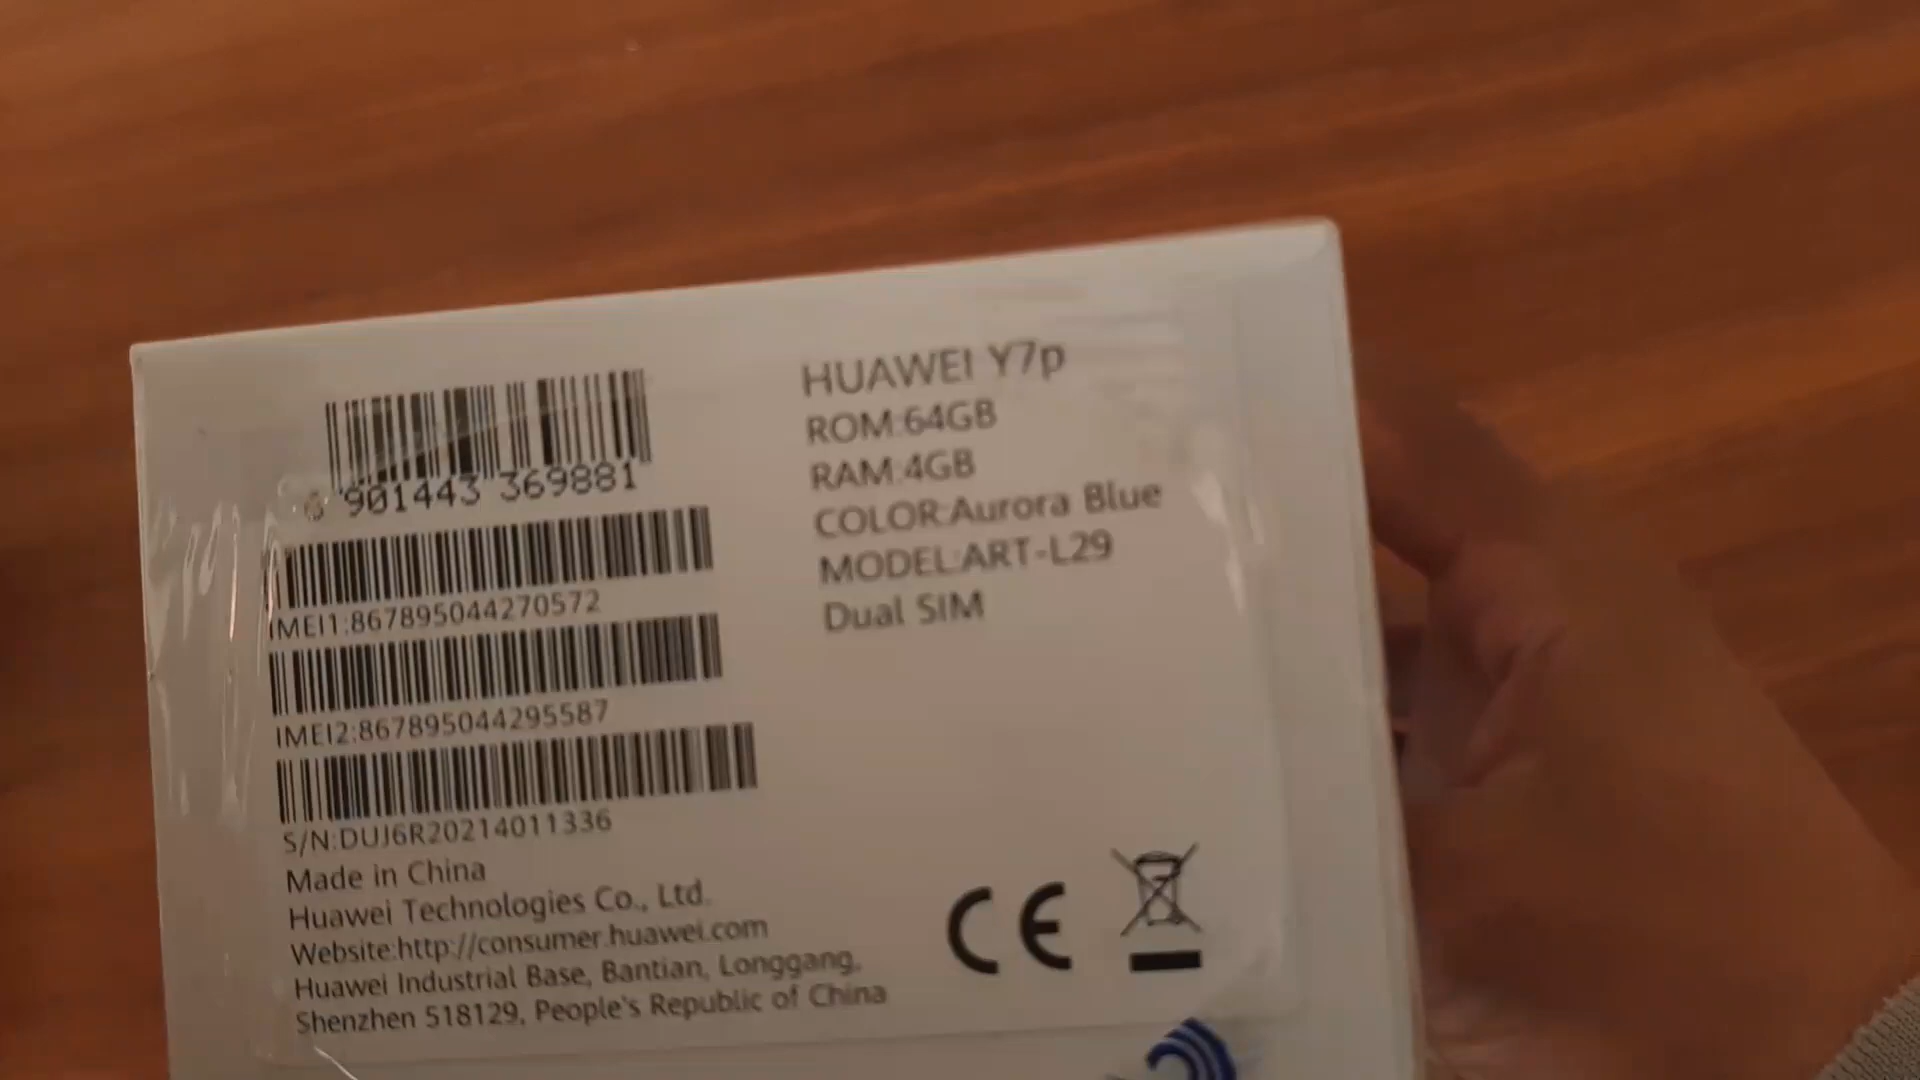 6 901443 369881
IMEI1:867895044270572
IMEI2:867895044295587
S/N:DUJ6R20214011336
Made in China
Huawei Technologies Co., Ltd.
Website:http://consumer.huawei.com
Huawei Industrial Base, Bantian, Longgang,
Shenzhen 518129, People's Republic of China
HUAWEI Y7p
ROM:64GB
RAM:4GB
COLOR:Aurora Blue
MODEL:ART-L29
Dual SIM
CE